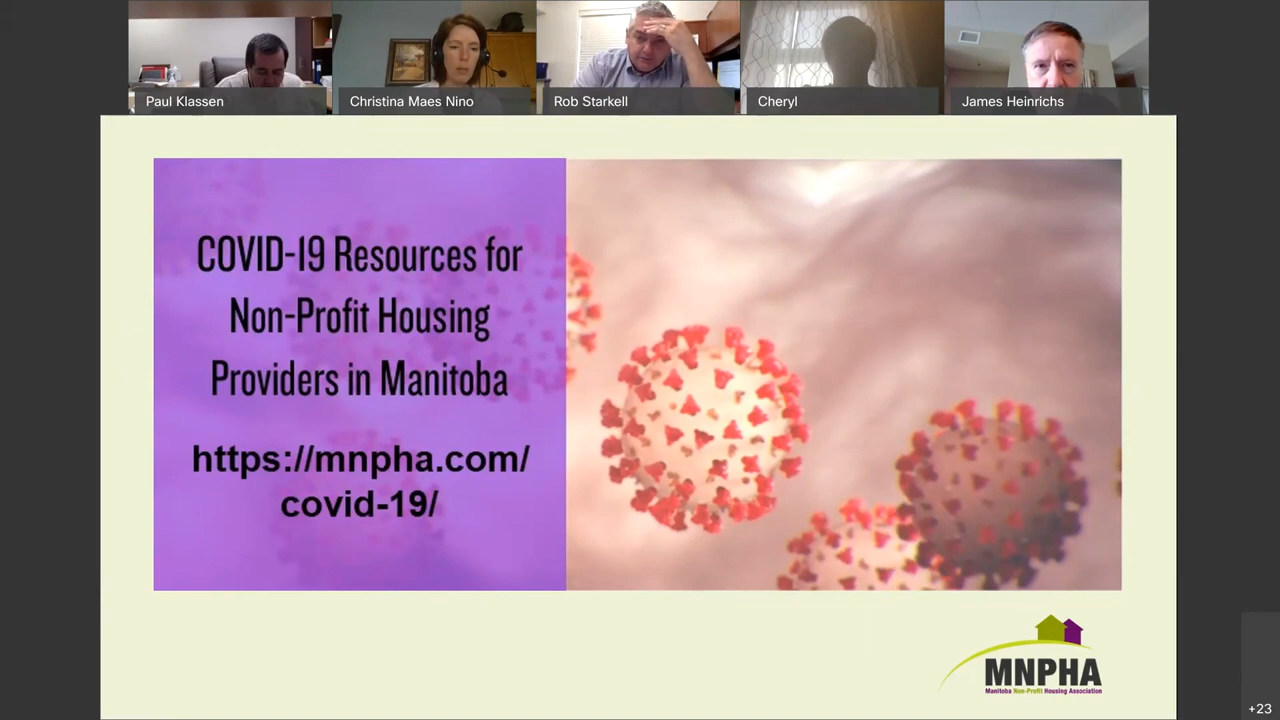 Paul Klassen
Christina Maes Nino
Rob Starkell
Cheryl
James Heinrichs
COVID-19 Resources for
Non-Profit Housing
Providers in Manitoba
https://mnpha.com/
covid-19/
MNPHA
Manitoba Non-Profit Housing Association
+23